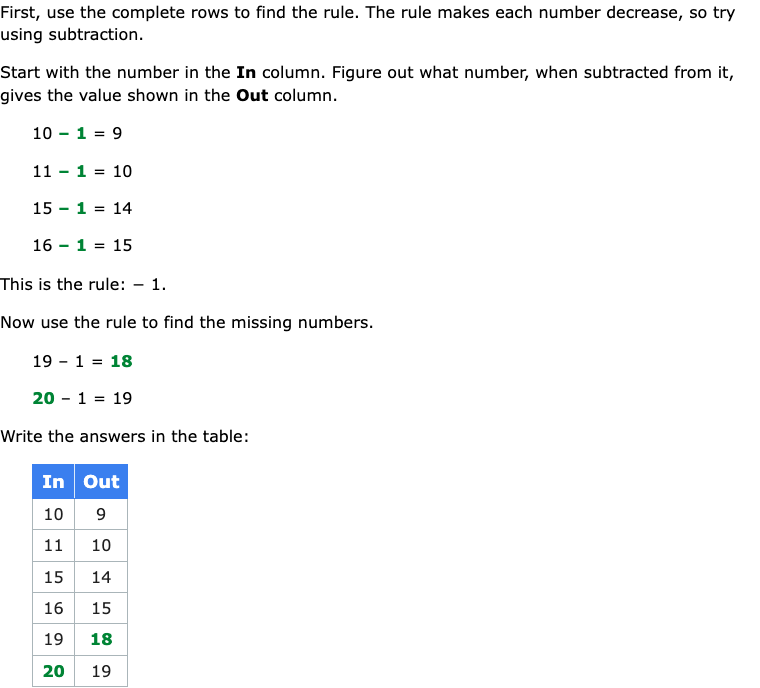 First, use the complete rows to find the rule. The rule makes each number decrease, so try
using subtraction.
Start with the number in the In column. Figure out what number, when subtracted from it,
gives the value shown in the Out column.
10 – 1 = 9
11 – 1 = 10
15 – 1 = 14
16 – 1 = 15
This is the rule: – 1.
Now use the rule to find the missing numbers.
19 – 1 = 18
20 – 1 = 19
Write the answers in the table:
In Out
10 9
11 10
15 14
16 15
19 18
20 19